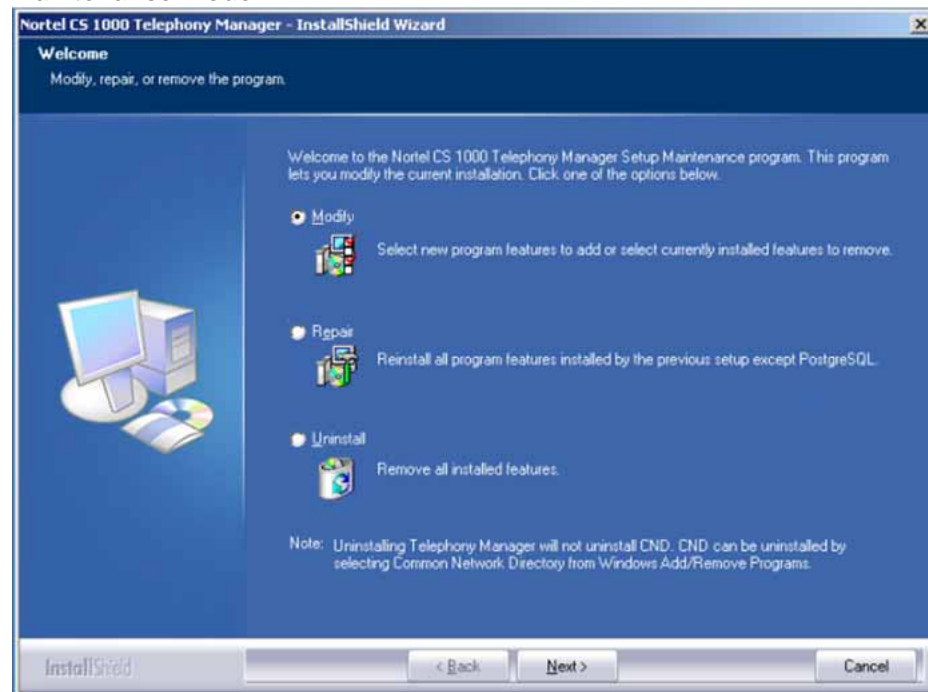 Nortel CS 1000 Telephony Manager - InstallShield Wizard
Welcome
Modify, repair, or remove the program.
Welcome to the Nortel CS 1000 Telephony Manager Setup Maintenance program. This program
lets you modify the current installation. Click one of the options below.
Modify
Select new program features to add or select currently installed features to remove.
Repair
Reinstall all program features installed by the previous setup except PostgreSQL.
Uninstall
Remove all installed features.
Note: Uninstalling Telephony Manager will not uninstall CND. CND can be uninstalled by
selecting Common Network Directory from Windows Add/Remove Programs.
InstallShield
< Back
Next >
Cancel